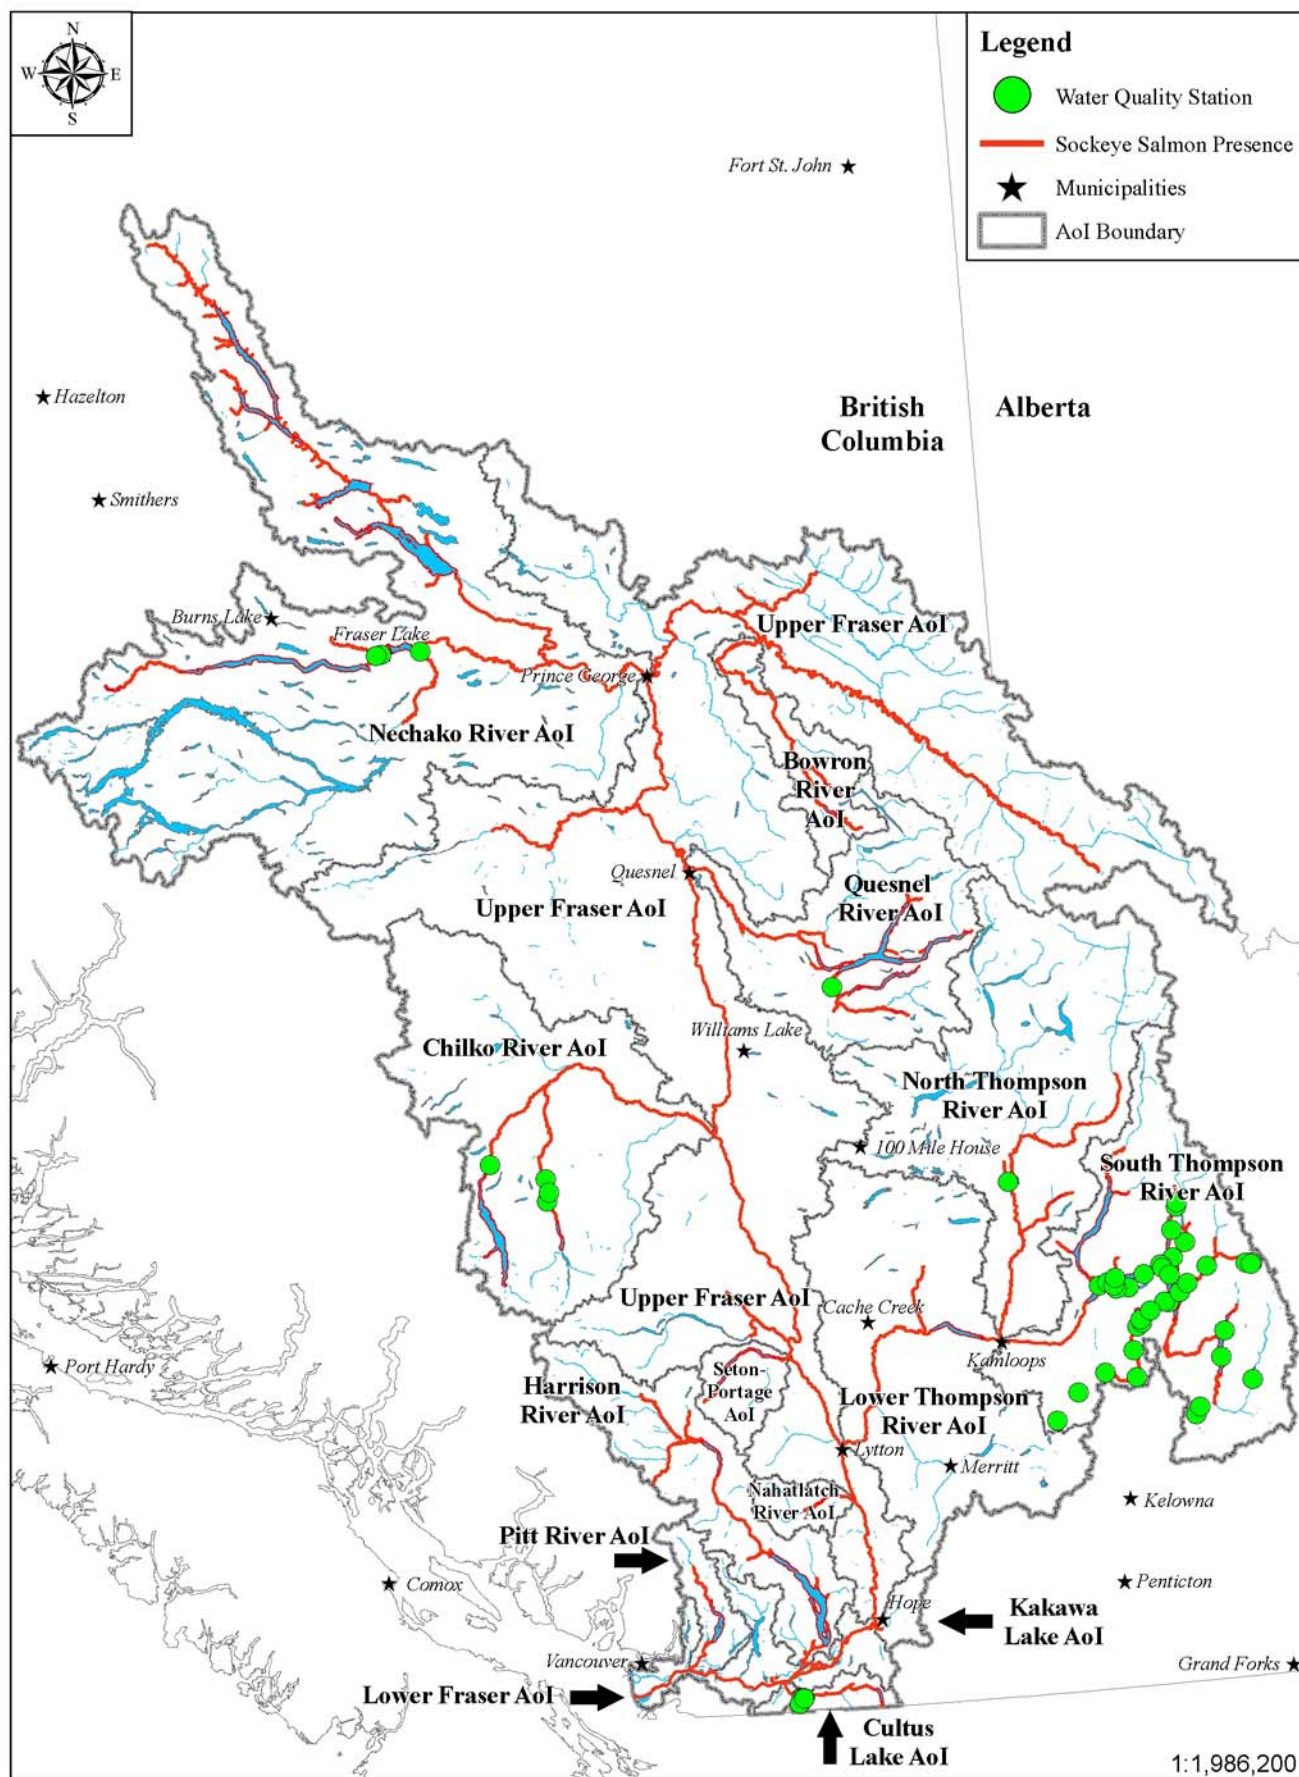 N
W E
S
Legend
Water Quality Station
Sockeye Salmon Presence
Municipalities
AoI Boundary
Fort St. John
Hazelton
British
Columbia
Alberta
Smithers
Burns Lake
Fraser Lake
Upper Fraser AoI
Prince George
Nechako River AoI
Bowron
River
AoI
Quesnel
Quesnel
River AoI
Upper Fraser AoI
Williams Lake
Chilko River AoI
North Thompson
River AoI
100 Mile House
South Thompson
River AoI
Upper Fraser AoI
Cache Creek
Port Hardy
Kamloops
Seton-
Portage
AoI
Harrison
River AoI
Lower Thompson
River AoI
Lytton
Merritt
Nahatlatch
River AoI
Kelowna
Pitt River AoI
Comox
Penticton
Hope
Kakawa
Lake AoI
Vancouver
Grand Forks
Lower Fraser AoI
Cultus
Lake AoI
1:1,986,200